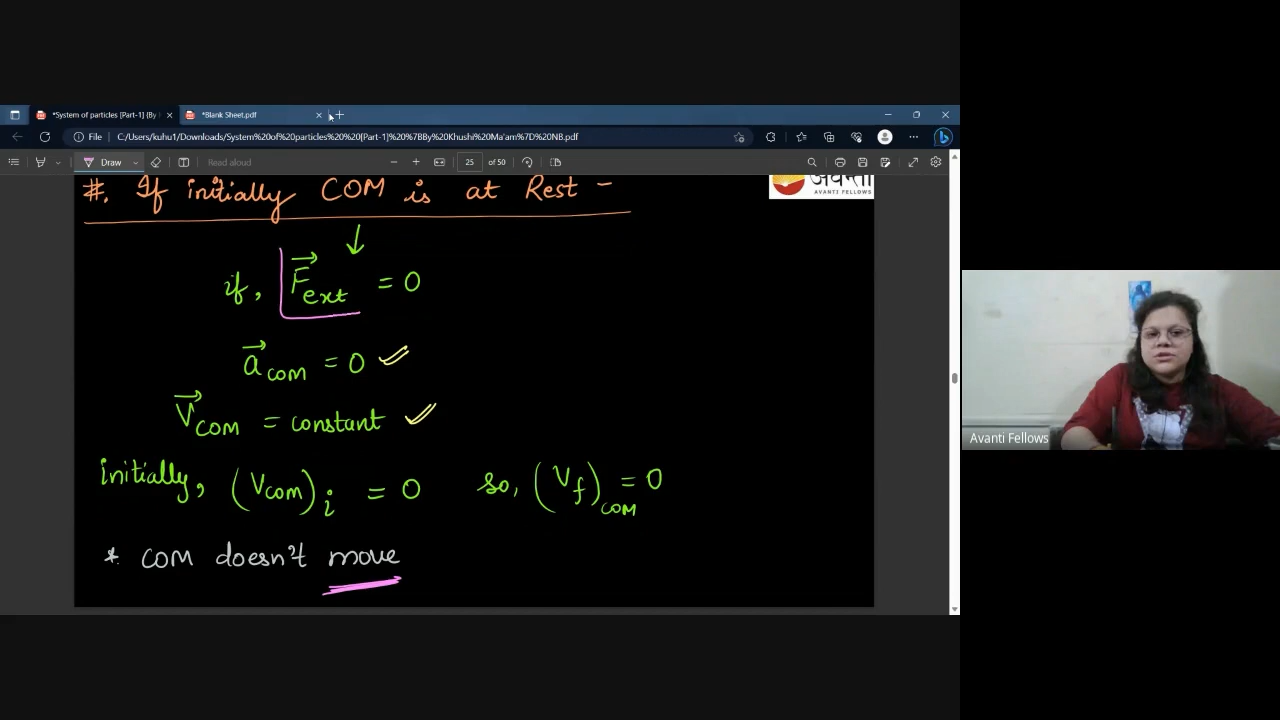 *System of particles [Part-1] (By
*Blank Sheet.pdf
File
C:/Users/kuhu1/Downloads/System%20of%20particles%20%20[Part-1]%20%7BBy%20Khushi%20Ma'am%7D%20NB.pdf
Draw
Read aloud
25 of 50
#. If initially COM is at Rest -
अवन्ती
AVANTI FELLOWS
if, F⃗ext = 0
a⃗COM = 0
V⃗COM = constant
initially, (VCOM)i = 0 so, (Vf)COM = 0
* COM doesn't move
Avanti Fellows